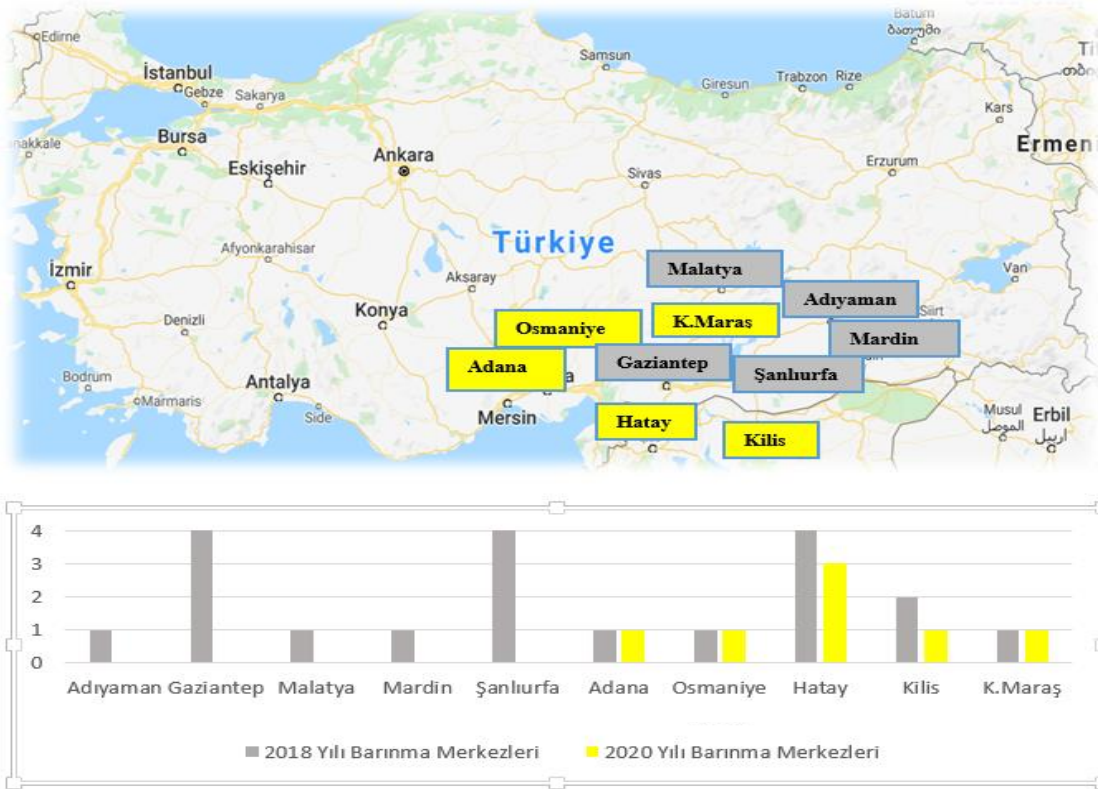 Batum
ბათუმი
Edirne
Samsun
İstanbul
Gebze
Sakarya
Giresun
Trabzon
Rize
Kars
Bursa
Ankara
Ermeni
Eskişehir
Sivas
Erzurum
Türkiye
Afyonkarahisar
Malatya
Van
İzmir
Aksaray
Adıyaman
Siirt
Konya
Osmaniye
K.Maraş
Denizli
Mardin
Adana
Gaziantep
Şanlıurfa
Bodrum
Antalya
Marmaris
Side
Mersin
Hatay
Kilis
Musul
الموصل
Erbil
اربيل
4
3
2
1
0
Adıyaman Gaziantep Malatya Mardin Şanlıurfa Adana Osmaniye Hatay Kilis K.Maraş
2018 Yılı Barınma Merkezleri 2020 Yılı Barınma Merkezleri